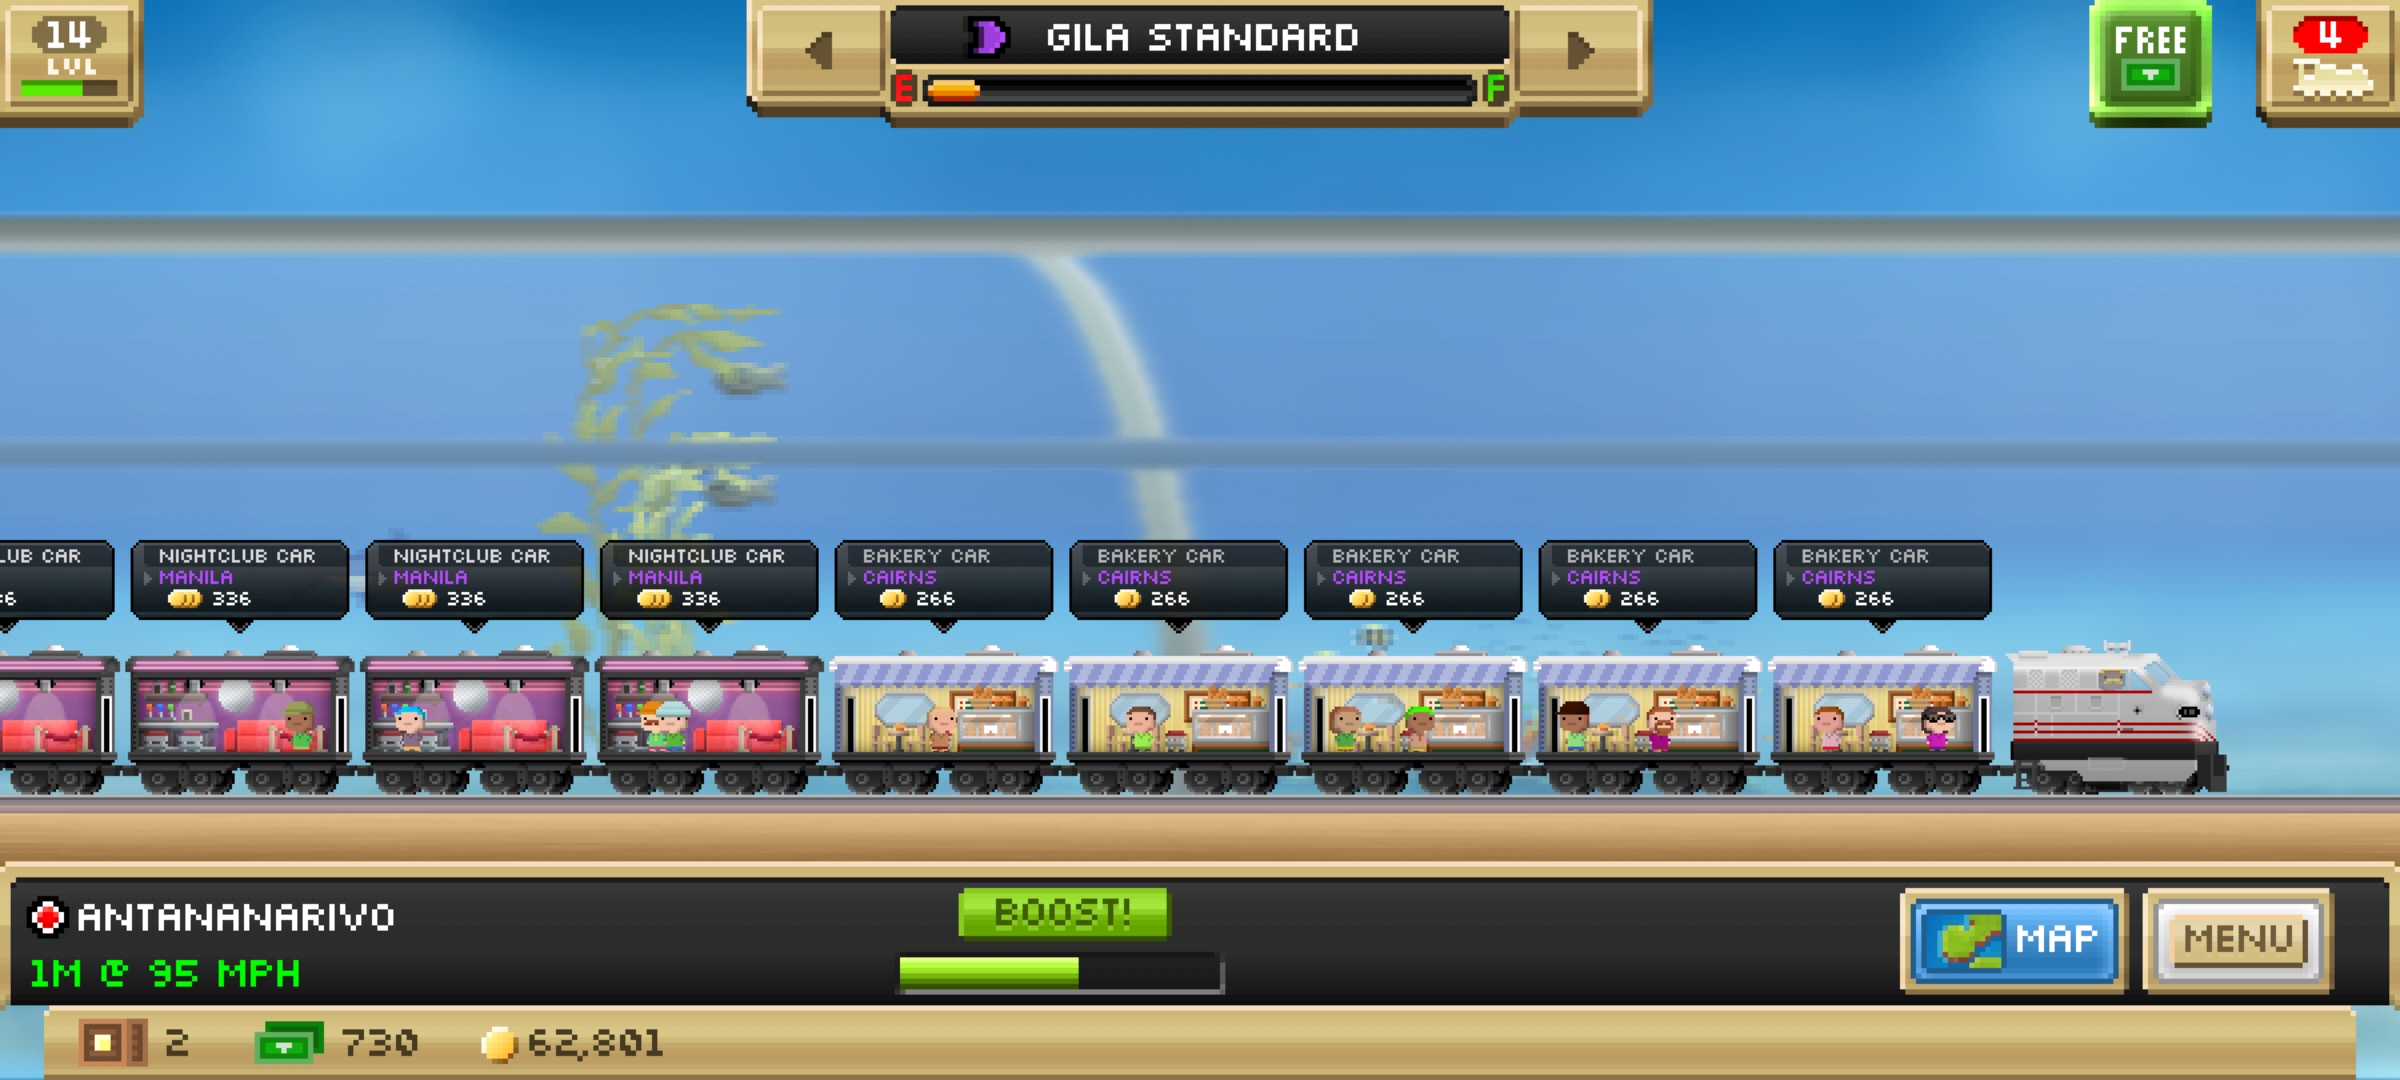 14
LVL
GILA STANDARD
E
F
FREE
4
LUB CAR
NIGHTCLUB CAR
MANILA
336
NIGHTCLUB CAR
MANILA
336
NIGHTCLUB CAR
MANILA
336
BAKERY CAR
CAIRNS
266
BAKERY CAR
CAIRNS
266
BAKERY CAR
CAIRNS
266
BAKERY CAR
CAIRNS
266
BAKERY CAR
CAIRNS
266
ANTANANARIVO
1M @ 95 MPH
BOOST!
MAP
MENU
2
730
62,801